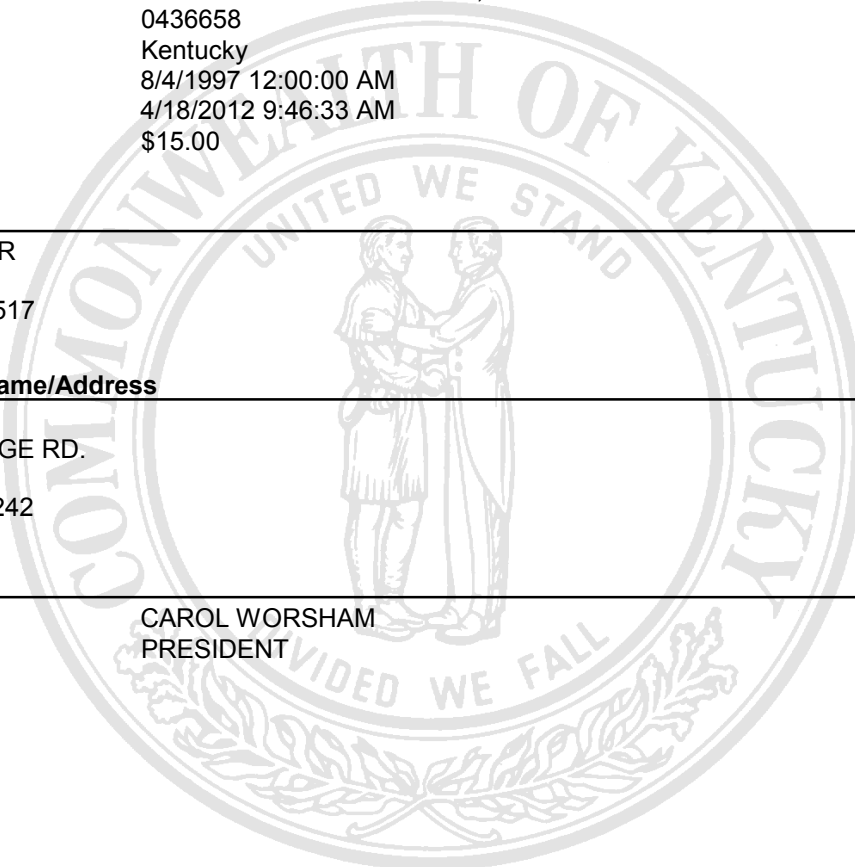 0436658
Kentucky
8/4/1997 12:00:00 AM
4/18/2012 9:46:33 AM
$15.00
COMMONWEALTH OF KENTUCKY
UNITED WE STAND
R
517
ame/Address
GE RD.
242
CAROL WORSHAM
PRESIDENT
DIVIDED WE FALL